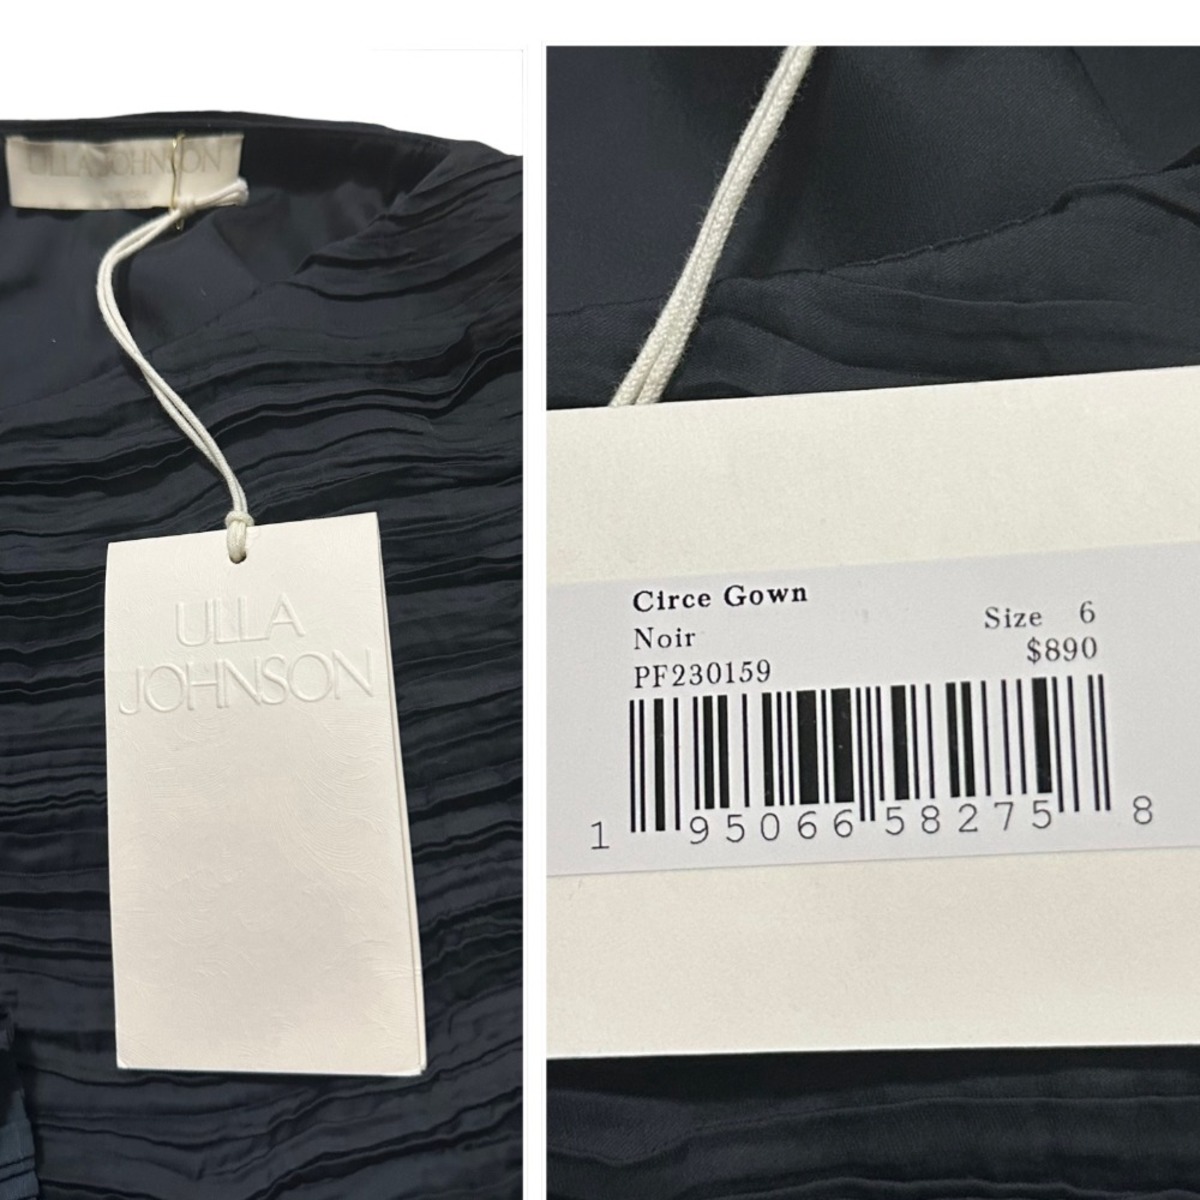 ULLA JOHNSON
ULLA
JOHNSON
Circe Gown
Noir
Size 6
PF230159
$890
1 95066 58275 8